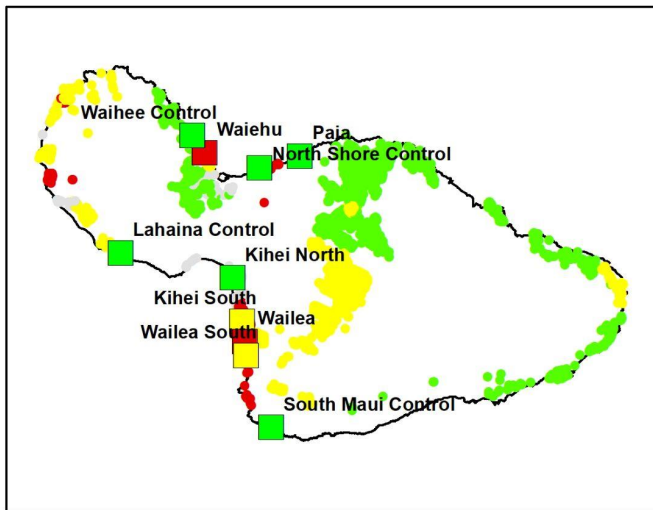 Waihee Control
Waiehu
Paia
North Shore Control
Lahaina Control
Kihei North
Kihei South
Wailea
Wailea South
South Maui Control